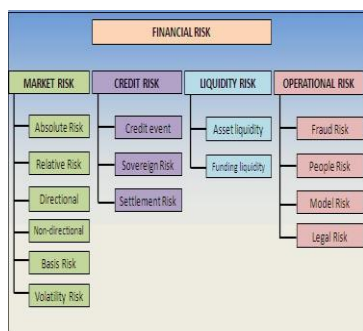 FINANCIAL RISK
MARKET RISK
CREDIT RISK
LIQUIDITY RISK
OPERATIONAL RISK
Absolute Risk
Relative Risk
Directional
Non-directional
Basis Risk
Volatility Risk
Credit event
Sovereign Risk
Settlement Risk
Asset liquidity
Funding liquidity
Fraud Risk
People Risk
Model Risk
Legal Risk